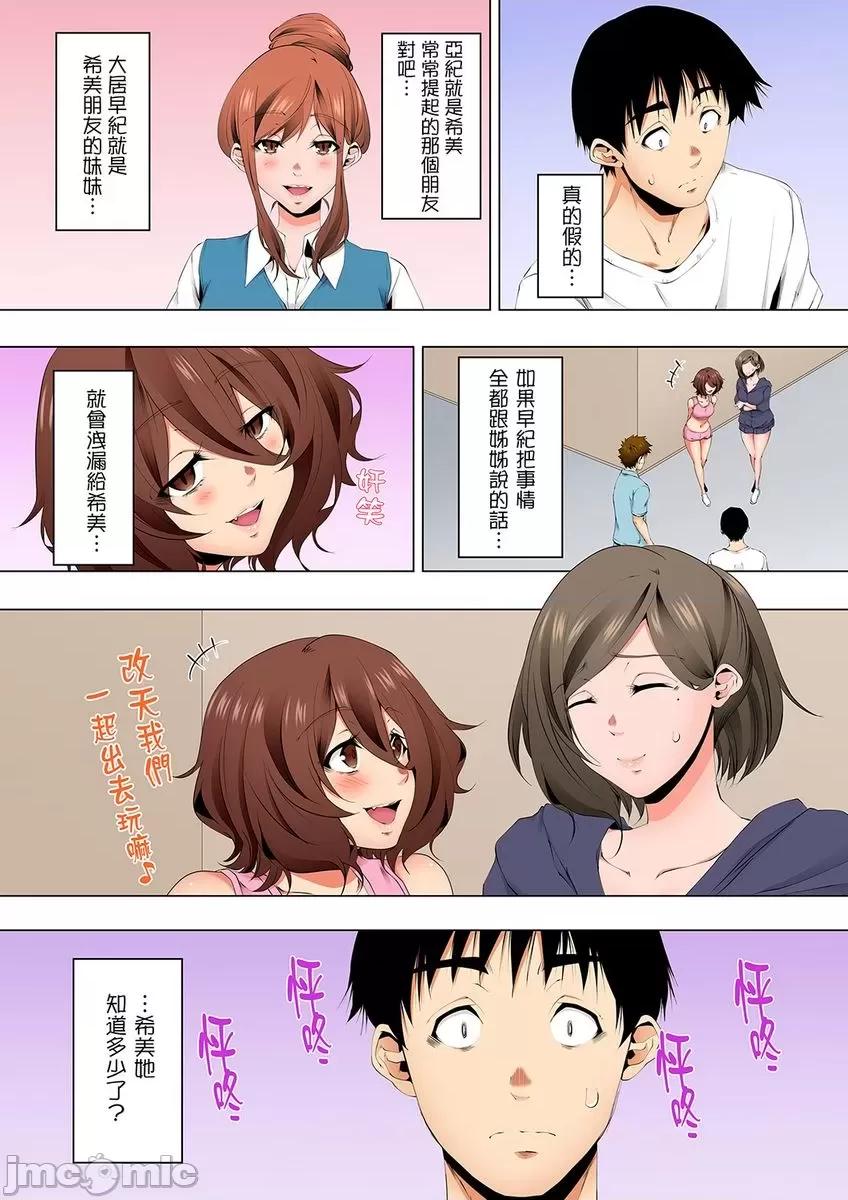 真的假的…
亞紀就是希美
常常提起的那個朋友
對吧…
大居早紀就是
希美朋友的妹妹…
如果早紀把事情
全都跟姊姊說的話…
就會洩漏給希美…
奸笑
改天我們
一起出去玩嘛♪
怦咚
怦咚
怦咚
怦咚
…希美她
知道多少了?
jmcomic